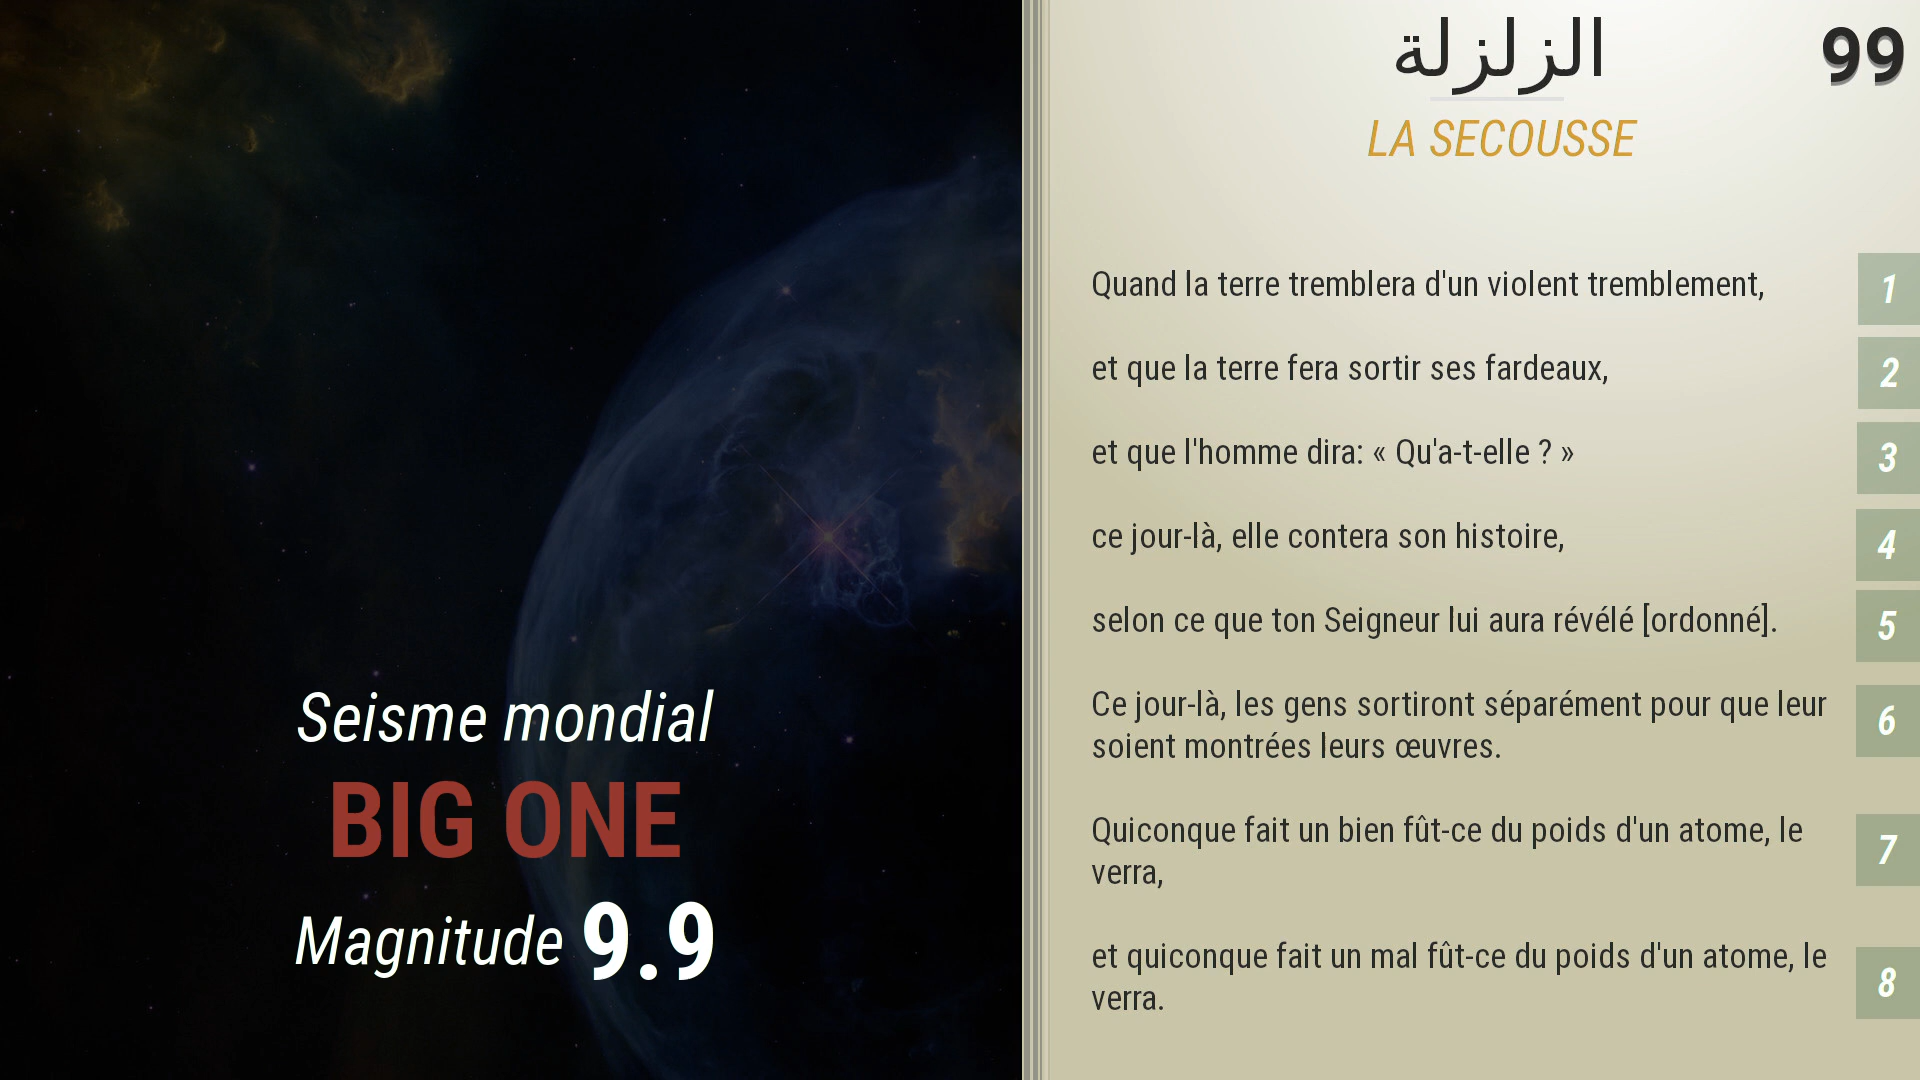 Seisme mondial
BIG ONE
Magnitude 9.9
الزلزلة
99
LA SECOUSSE
Quand la terre tremblera d'un violent tremblement,
1
et que la terre fera sortir ses fardeaux,
2
et que l'homme dira: « Qu'a-t-elle ? »
3
ce jour-là, elle contera son histoire,
4
selon ce que ton Seigneur lui aura révélé [ordonné].
5
Ce jour-là, les gens sortiront séparément pour que leur
soient montrées leurs œuvres.
6
Quiconque fait un bien fût-ce du poids d'un atome, le
verra,
7
et quiconque fait un mal fût-ce du poids d'un atome, le
verra.
8